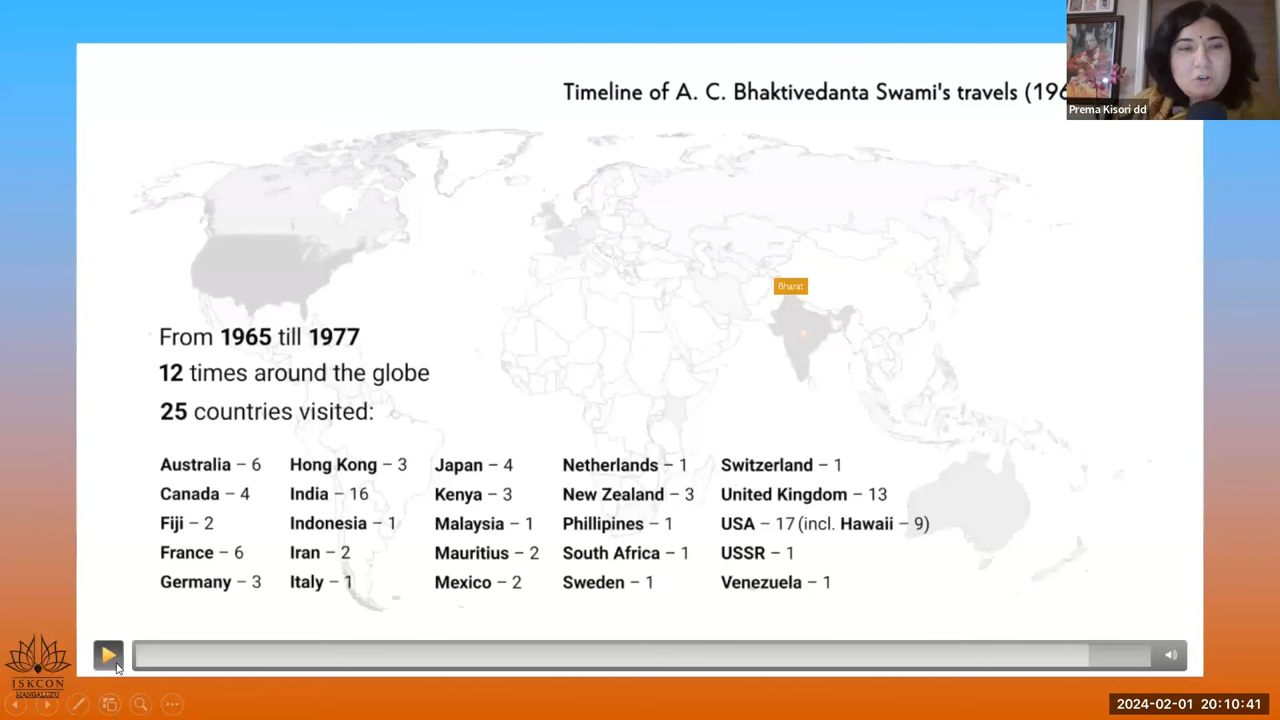 Timeline of A. C. Bhaktivedanta Swami's travels (196
Prema Kisori dd
Bharat
From 1965 till 1977
12 times around the globe
25 countries visited:
Australia – 6 Hong Kong – 3 Japan – 4 Netherlands – 1 Switzerland – 1
Canada – 4 India – 16 Kenya – 3 New Zealand – 3 United Kingdom – 13
Fiji – 2 Indonesia – 1 Malaysia – 1 Phillipines – 1 USA – 17 (incl. Hawaii – 9)
France – 6 Iran – 2 Mauritius – 2 South Africa – 1 USSR – 1
Germany – 3 Italy – 1 Mexico – 2 Sweden – 1 Venezuela – 1
ISKCON
MANGALURU
2024-02-01 20:10:41